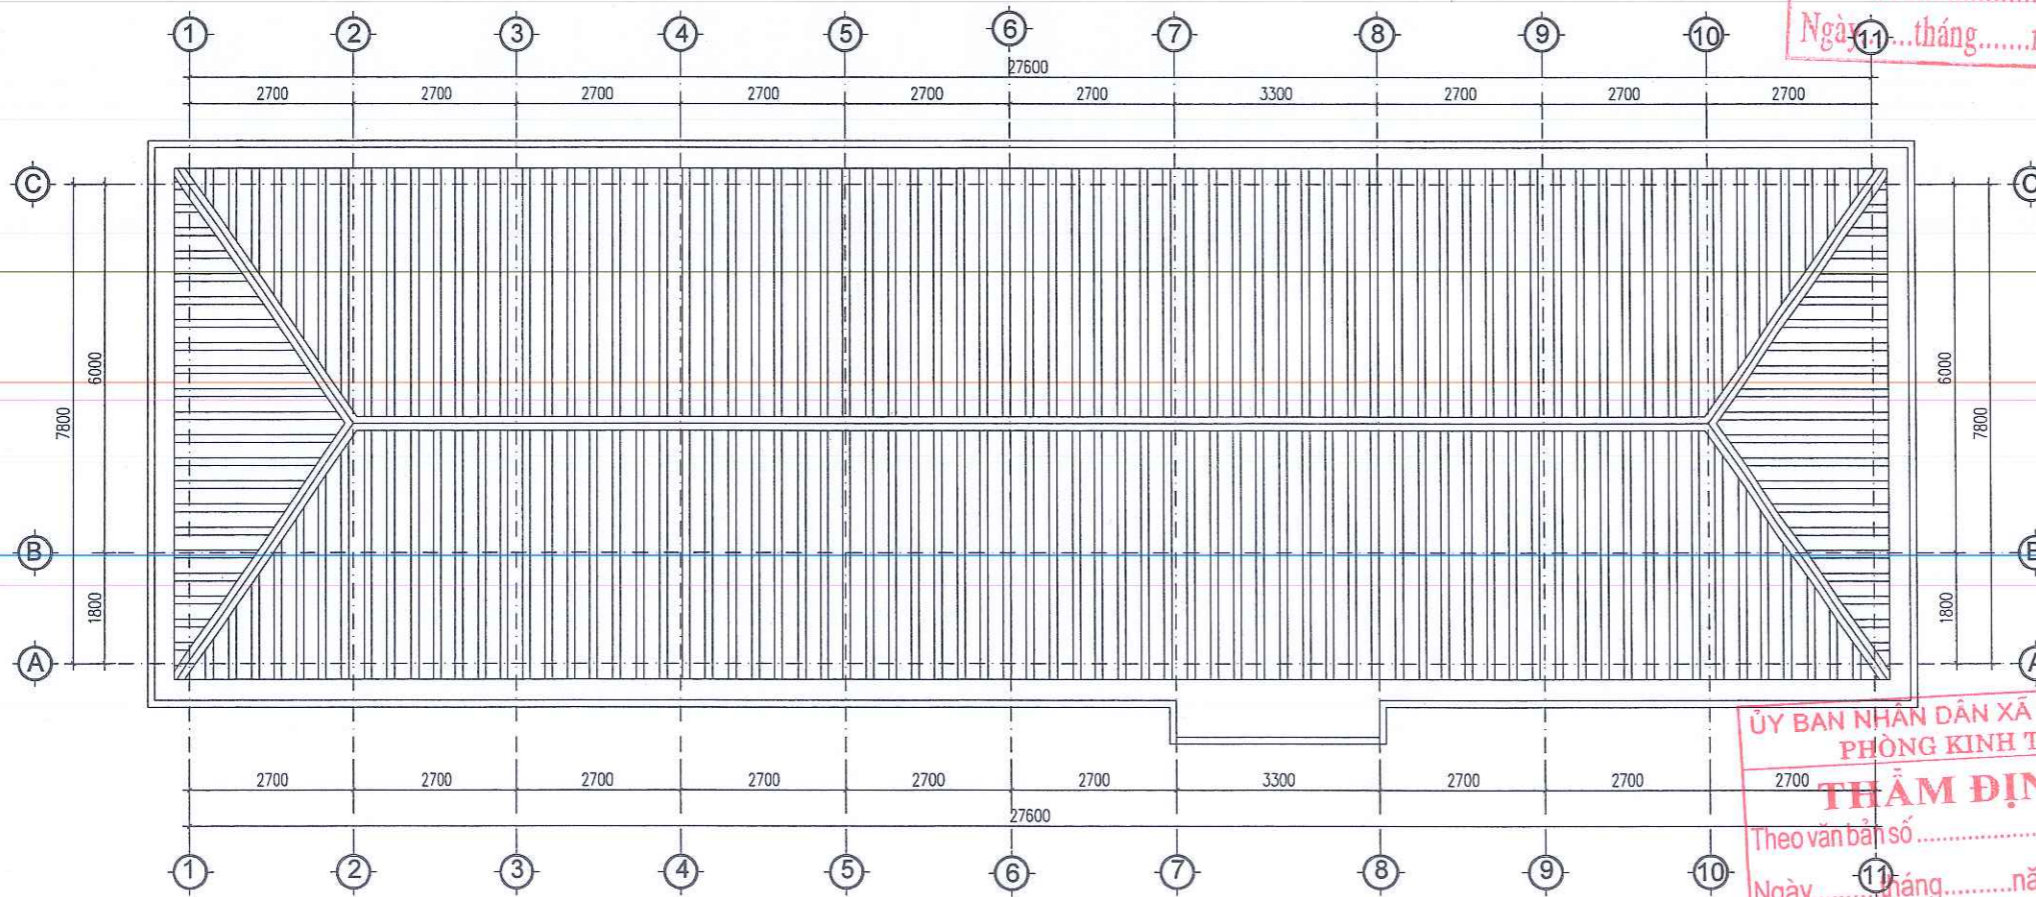 1 2 3 4 5 6 7 8 9 10 11
Ngày......tháng.......
27600
2700 2700 2700 2700 2700 2700 3300 2700 2700 2700
C
C
6000
7800
6000
7800
B
1800
1800
A
ỦY BAN NHÂN DÂN XÃ
PHÒNG KINH
THẨM
Theo văn bản số ..................
Ngày........tháng..........
2700 2700 2700 2700 2700 2700 3300 2700 2700 2700
27600
1 2 3 4 5 6 7 8 9 10 11